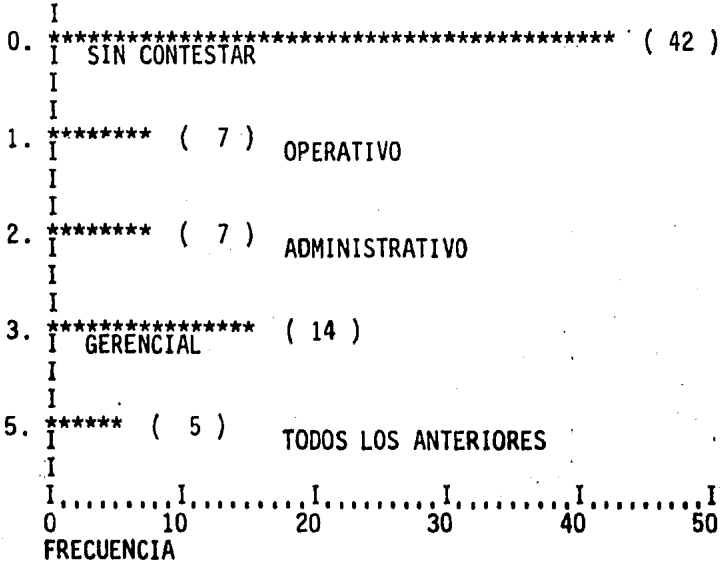 I
0. ********************************************* ( 42 )
I SIN CONTESTAR
I
I
1. ******** ( 7 )
I OPERATIVO
I
I
2. ******** ( 7 )
I ADMINISTRATIVO
I
I
3. **************** ( 14 )
I GERENCIAL
I
I
5. ****** ( 5 )
I TODOS LOS ANTERIORES
I
I.........I.........I.........I.........I.........I
0 10 20 30 40 50
FRECUENCIA